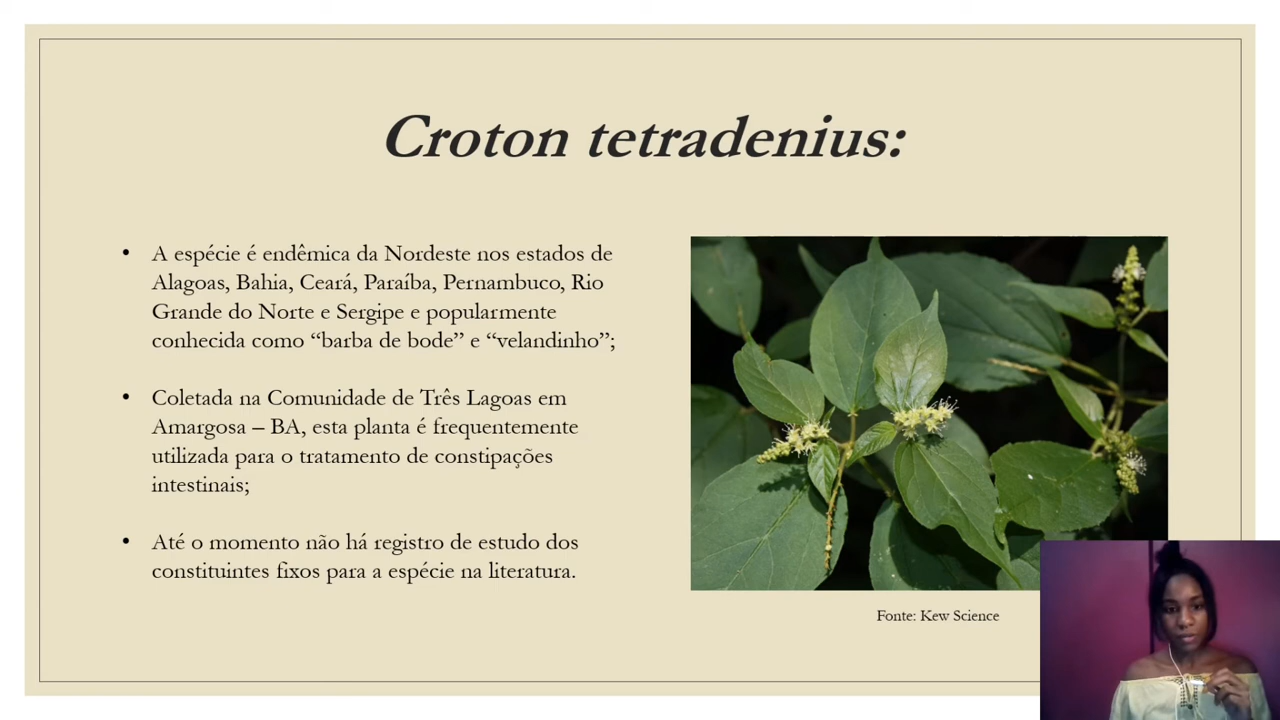 Croton tetradenius:
• A espécie é endêmica da Nordeste nos estados de
Alagoas, Bahia, Ceará, Paraíba, Pernambuco, Rio
Grande do Norte e Sergipe e popularmente
conhecida como “barba de bode” e “velandinho”;
• Coletada na Comunidade de Três Lagoas em
Amargosa – BA, esta planta é frequentemente
utilizada para o tratamento de constipações
intestinais;
• Até o momento não há registro de estudo dos
constituintes fixos para a espécie na literatura.
Fonte: Kew Science